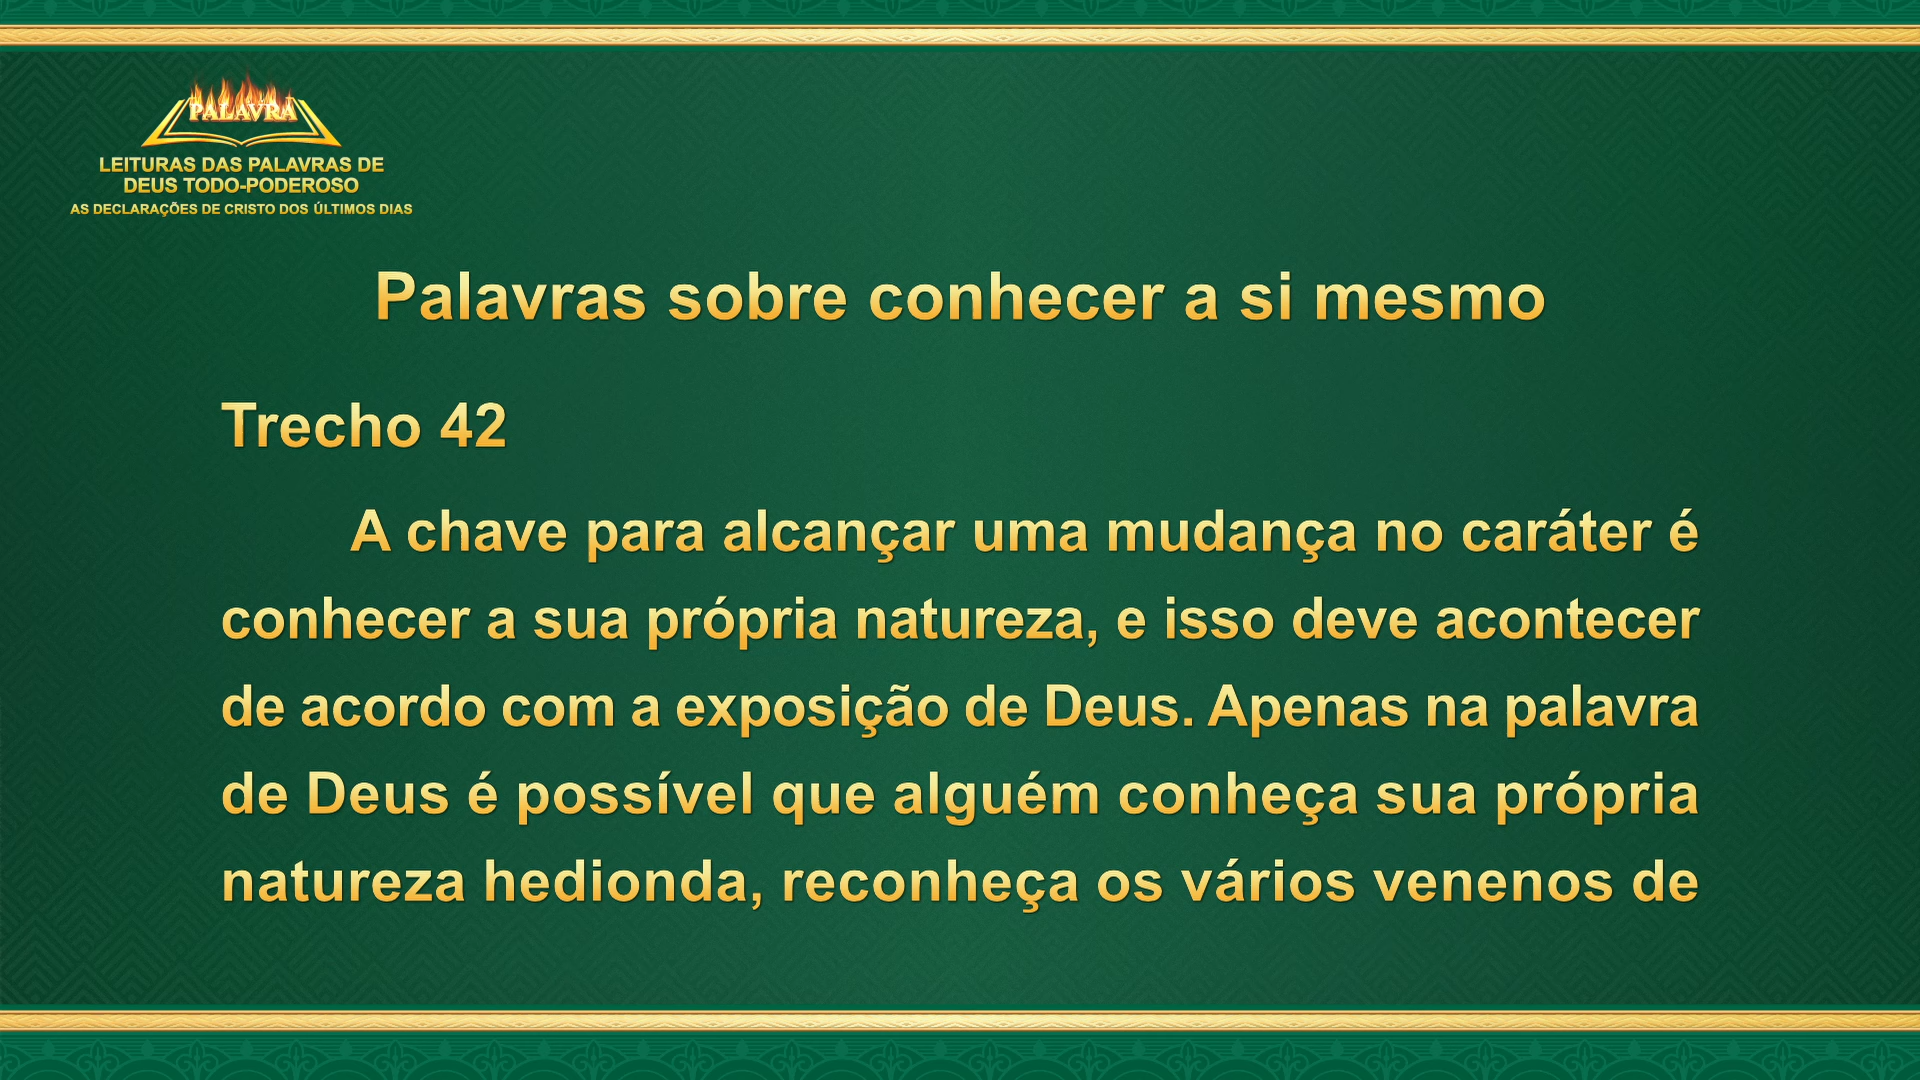 PALAVRA
LEITURAS DAS PALAVRAS DE
DEUS TODO-PODEROSO
AS DECLARAÇÕES DE CRISTO DOS ÚLTIMOS DIAS
Palavras sobre conhecer a si mesmo
Trecho 42
A chave para alcançar uma mudança no caráter é
conhecer a sua própria natureza, e isso deve acontecer
de acordo com a exposição de Deus. Apenas na palavra
de Deus é possível que alguém conheça sua própria
natureza hedionda, reconheça os vários venenos de